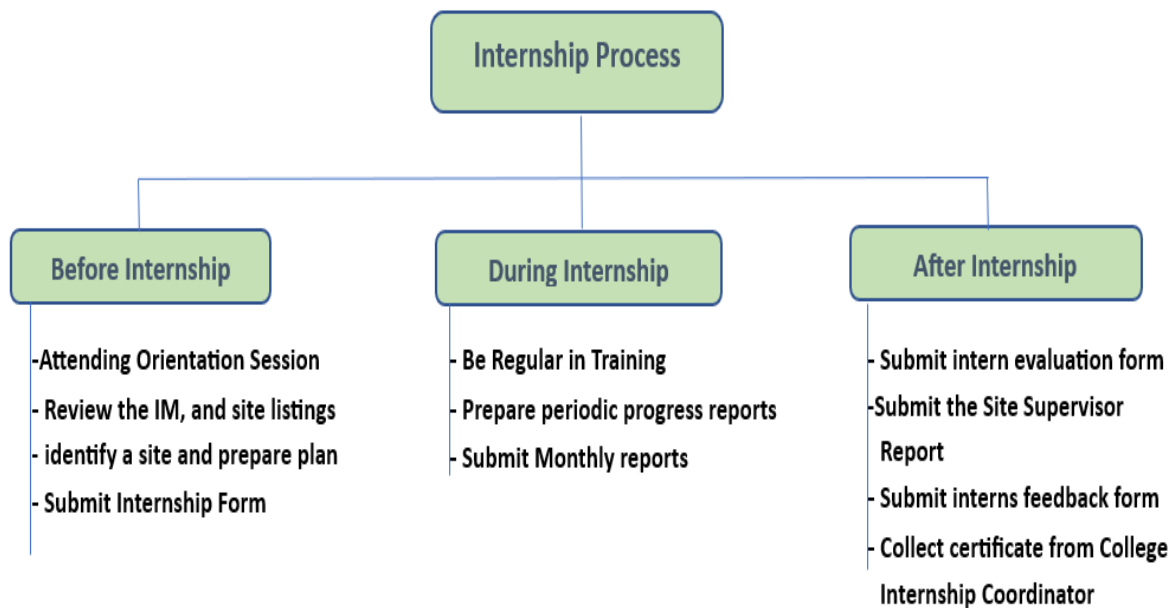 Internship Process
Before Internship
-Attending Orientation Session
- Review the IM, and site listings
- identify a site and prepare plan
- Submit Internship Form
During Internship
- Be Regular in Training
- Prepare periodic progress reports
- Submit Monthly reports
After Internship
- Submit intern evaluation form
-Submit the Site Supervisor
Report
- Submit interns feedback form
- Collect certificate from College
Internship Coordinator